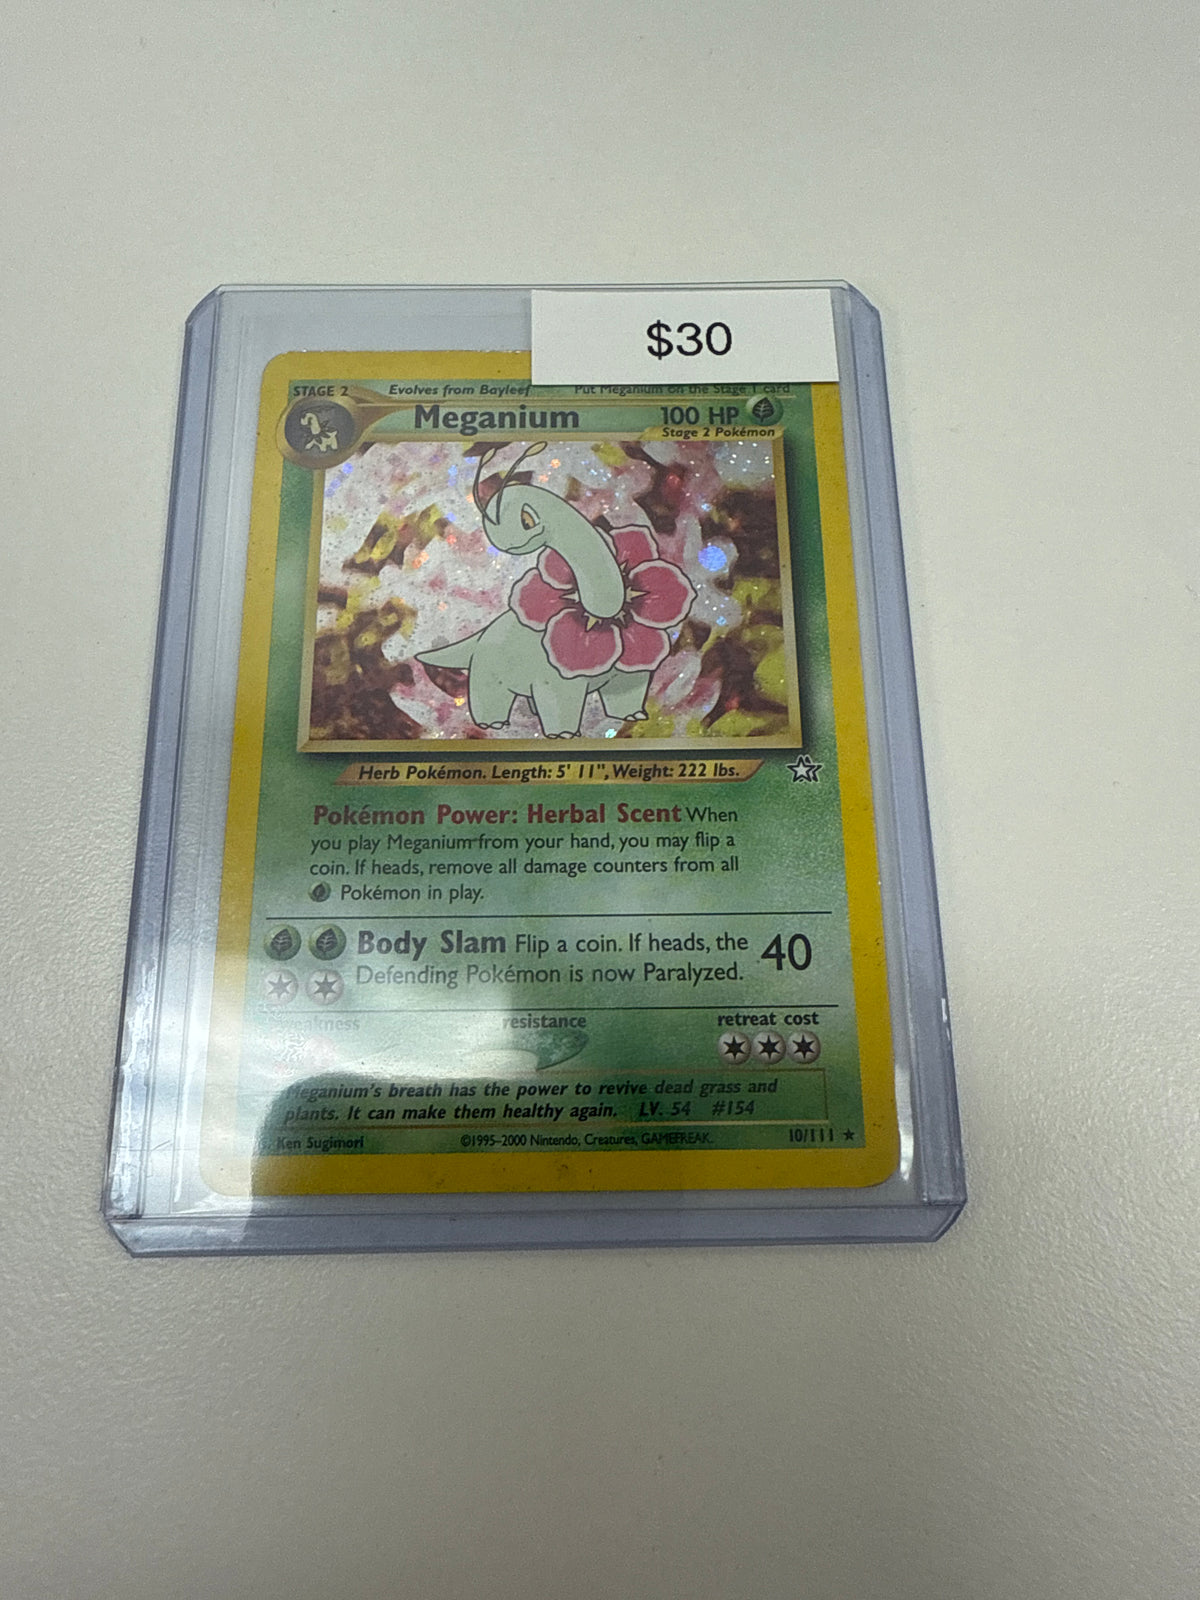 $30
STAGE 2 Evolves from Bayleef Put Meganium on the Stage 1 card
Meganium 100 HP
Stage 2 Pokémon
Herb Pokémon. Length: 5' 11", Weight: 222 lbs.
Pokémon Power: Herbal Scent When
you play Meganium from your hand, you may flip a
coin. If heads, remove all damage counters from all
Pokémon in play.
Body Slam Flip a coin. If heads, the 40
Defending Pokémon is now Paralyzed.
weakness resistance retreat cost
Meganium's breath has the power to revive dead grass and
plants. It can make them healthy again. LV. 54 #154
Ken Sugimori ©1995-2000 Nintendo, Creatures, GAMEFREAK. 10/111 ★